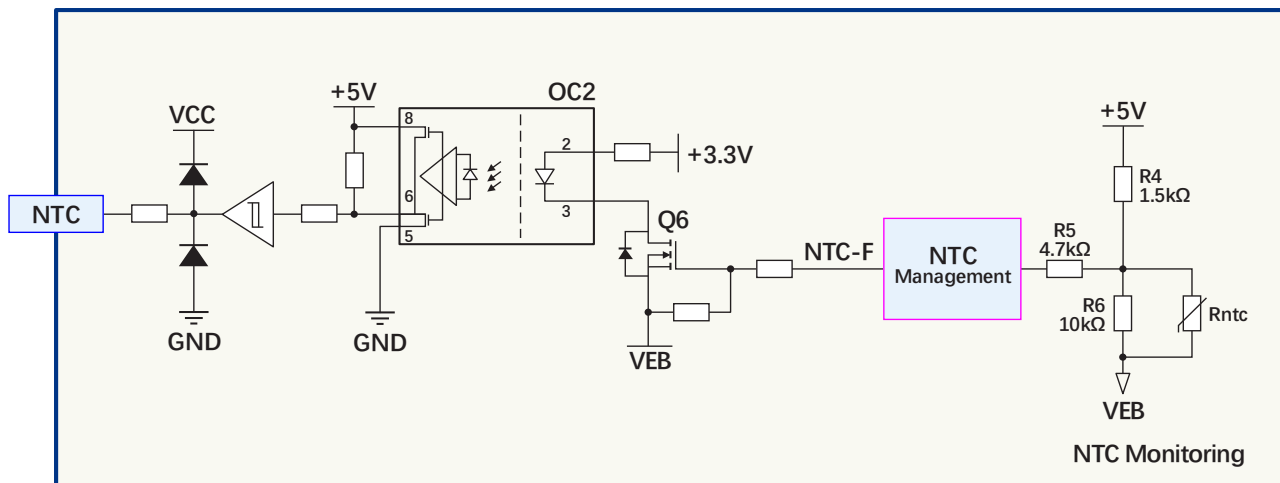 +5V
OC2
VCC
8
+5V
2
+3.3V
R4
1.5kΩ
6
NTC
3
5
Q6
R5
4.7kΩ
NTC-F
NTC
Management
R6
10kΩ
Rntc
GND
GND
VEB
VEB
NTC Monitoring